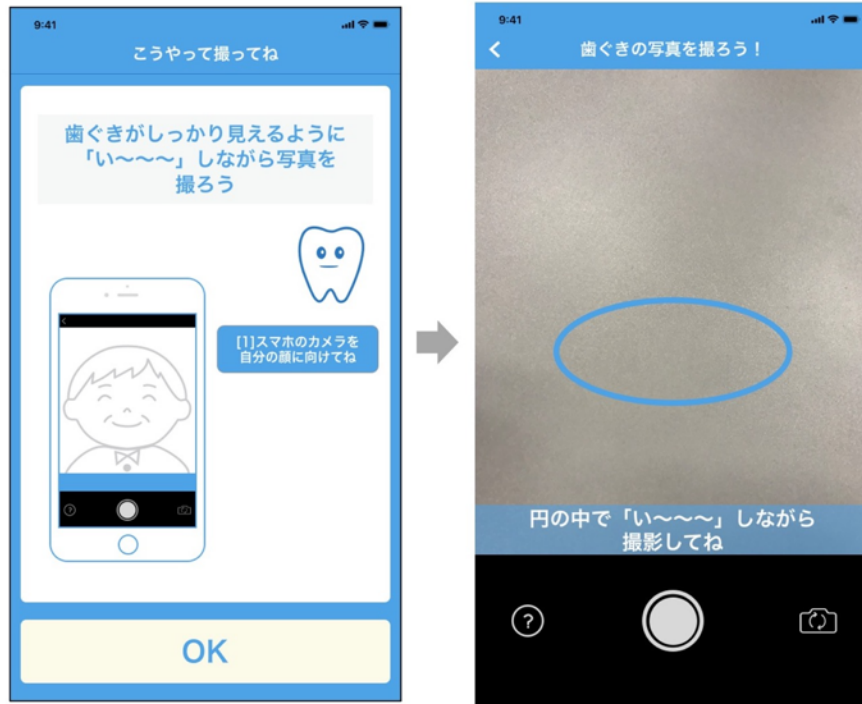 9:41
こうやって撮ってね
歯ぐきがしっかり見えるように
「い〜〜〜」しながら写真を
撮ろう
[1]スマホのカメラを
自分の顔に向けてね
?
OK
9:41
歯ぐきの写真を撮ろう！
円の中で「い〜〜〜」しながら
撮影してね
?